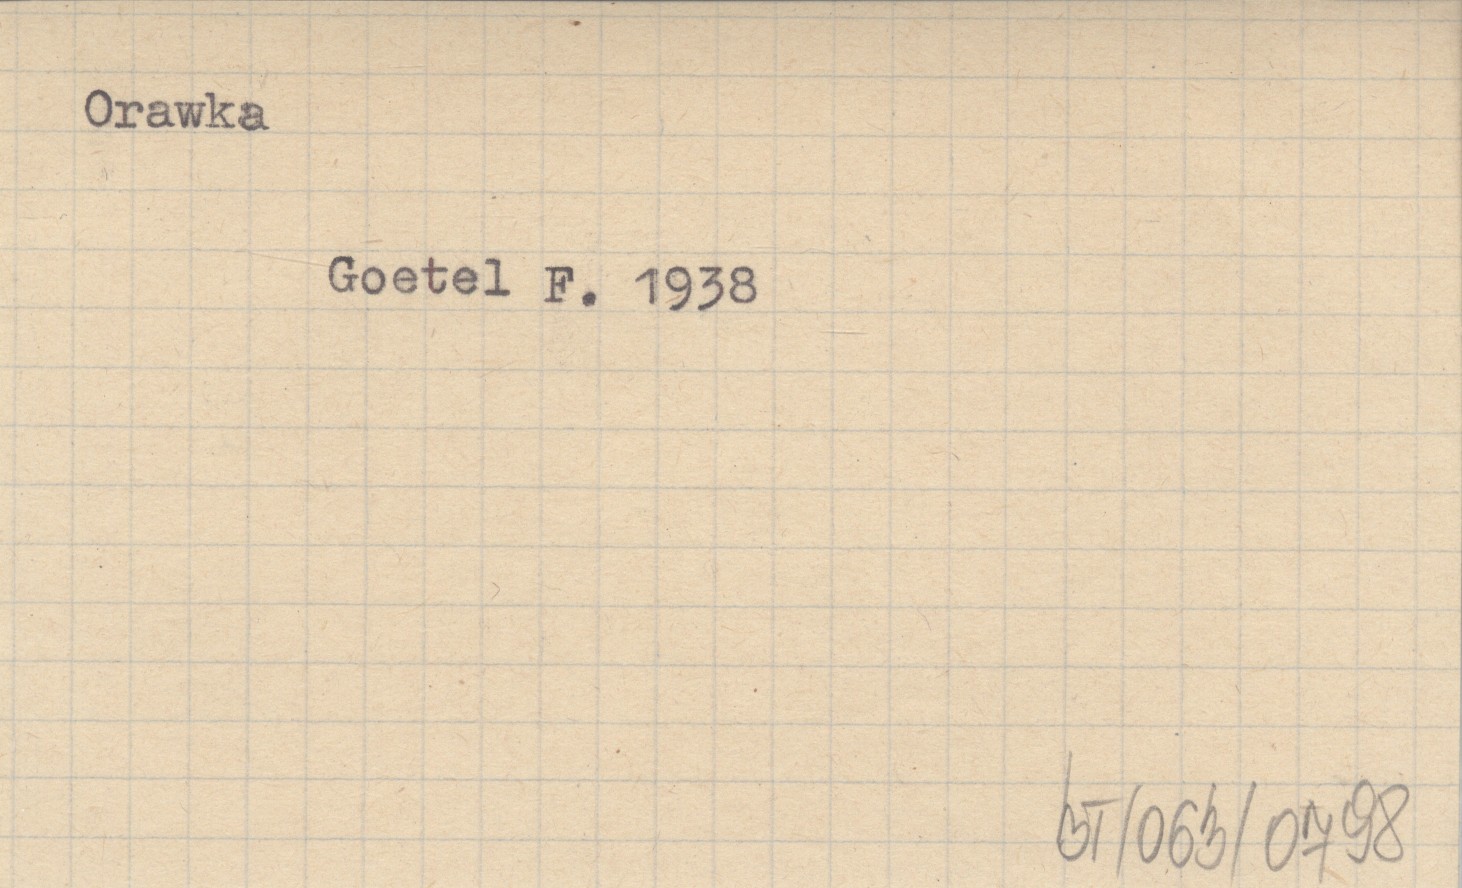 Orawka
Goetel F. 1938
BT/063/0798